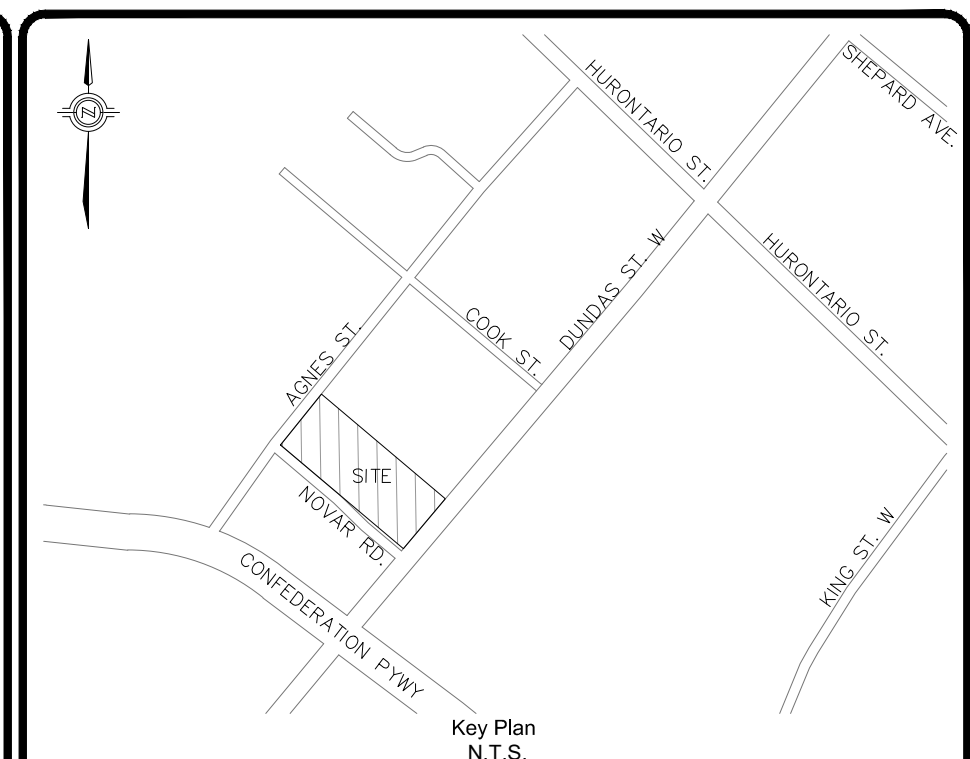 HURONTARIO ST.
SHEPARD AVE.
N
DUNDAS ST. W
HURONTARIO ST.
COOK ST.
AGNES ST.
SITE
NOVAR RD.
KING ST. W
CONFEDERATION PYWY
Key Plan
N.T.S.